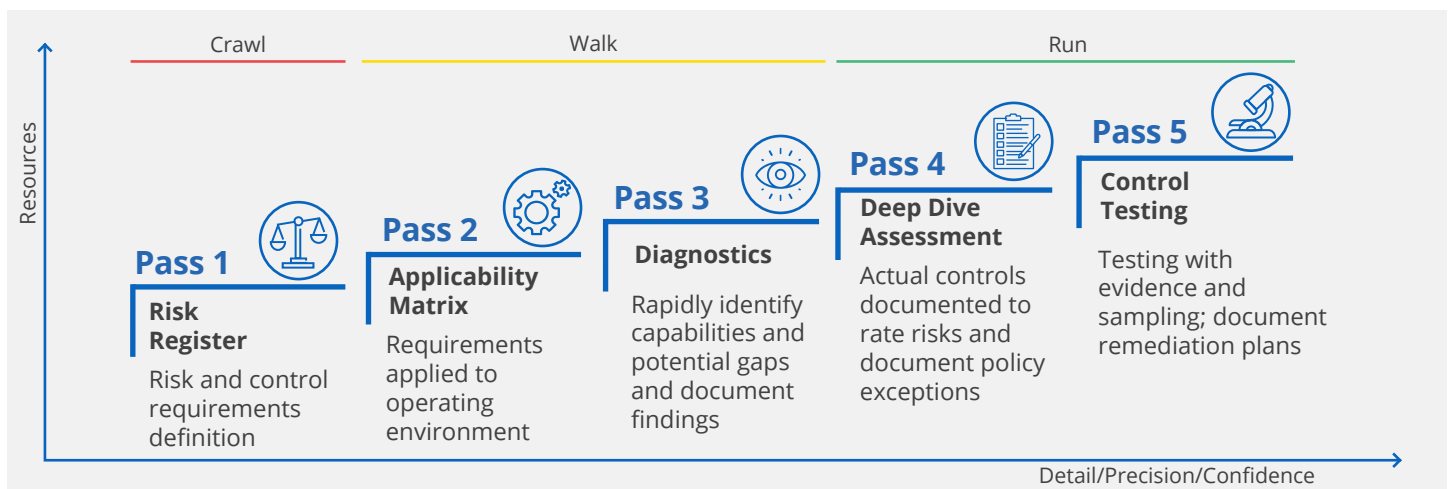 Crawl
Walk
Run
Resources
Pass 1
Risk
Register
Risk and control
requirements
definition
Pass 2
Applicability
Matrix
Requirements
applied to
operating
environment
Pass 3
Diagnostics
Rapidly identify
capabilities and
potential gaps
and document
findings
Pass 4
Deep Dive
Assessment
Actual controls
documented to
rate risks and
document policy
exceptions
Pass 5
Control
Testing
Testing with
evidence and
sampling; document
remediation plans
Detail/Precision/Confidence